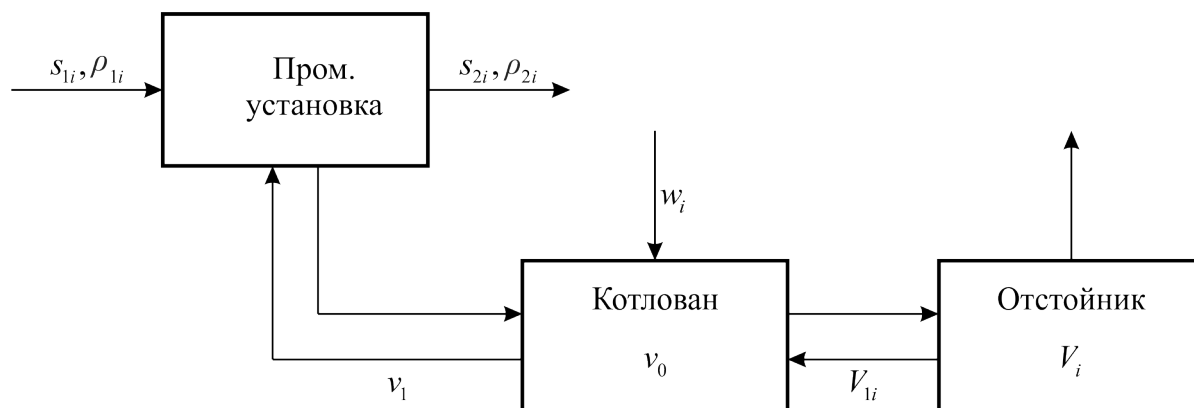 s₁ᵢ, ρ₁ᵢ
Пром.
установка
s₂ᵢ, ρ₂ᵢ
wᵢ
Котлован
v₀
Отстойник
Vᵢ
v₁
V₁ᵢ